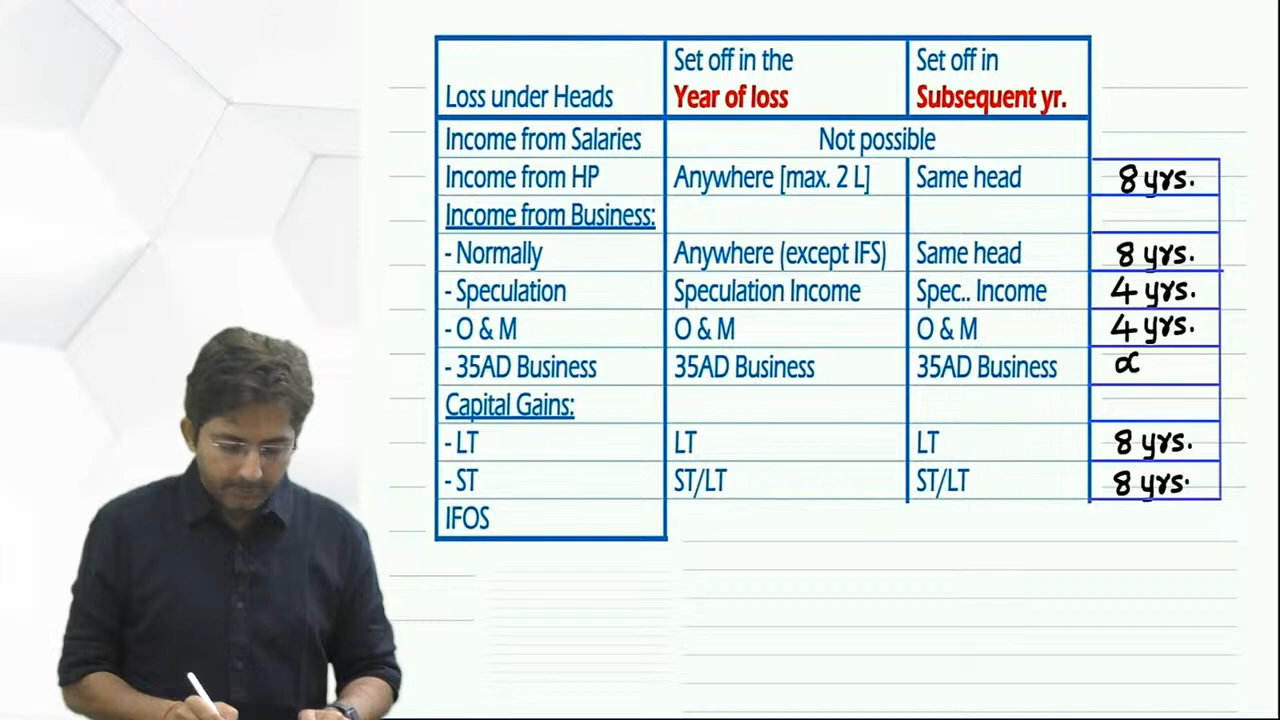 Loss under Heads
Set off in the
Year of loss
Set off in
Subsequent yr.
Income from Salaries Not possible
Income from HP Anywhere [max. 2 L] Same head 8 yrs.
Income from Business:
- Normally Anywhere (except IFS) Same head 8 yrs.
- Speculation Speculation Income Spec.. Income 4 yrs.
- O & M O & M O & M 4 yrs.
- 35AD Business 35AD Business 35AD Business ∝
Capital Gains:
- LT LT LT 8 yrs.
- ST ST/LT ST/LT 8 yrs.
IFOS